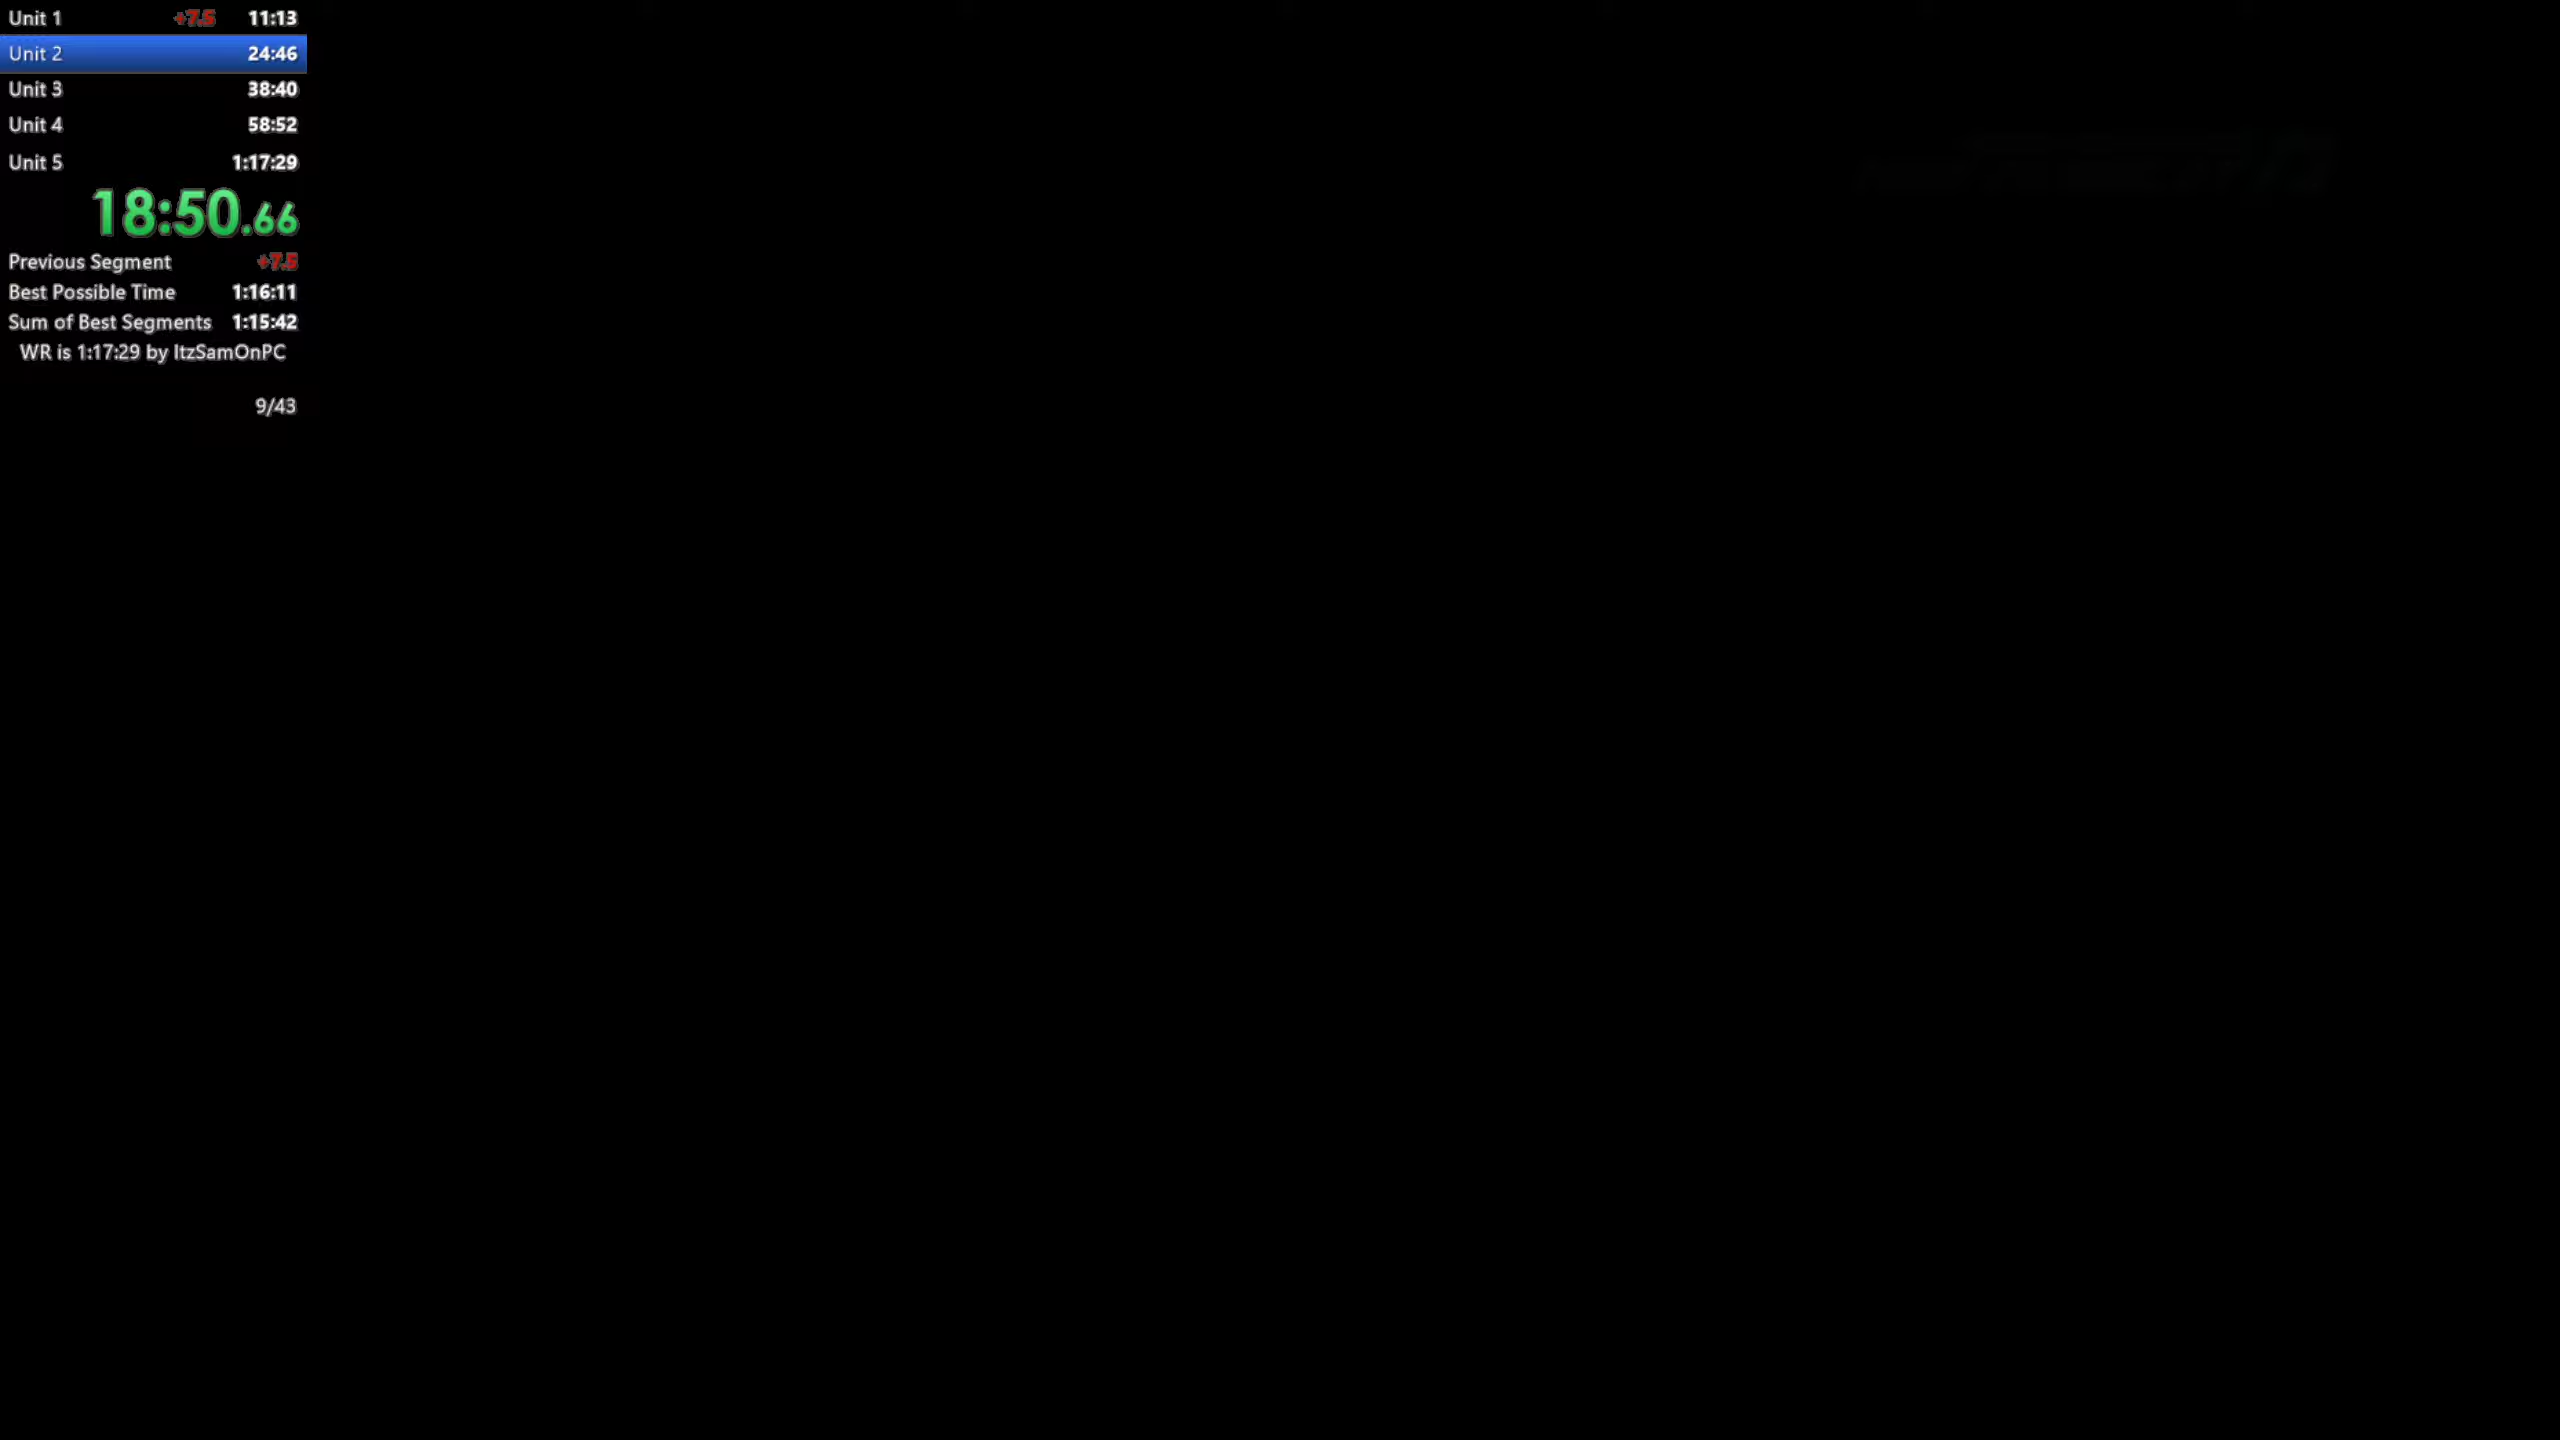 Unit 1 +7.5 11:13
Unit 2 24:46
Unit 3 38:40
Unit 4 58:52
Unit 5 1:17:29
18:50.66
Previous Segment +7.5
Best Possible Time 1:16:11
Sum of Best Segments 1:15:42
WR is 1:17:29 by ItzSamOnPC
9/43